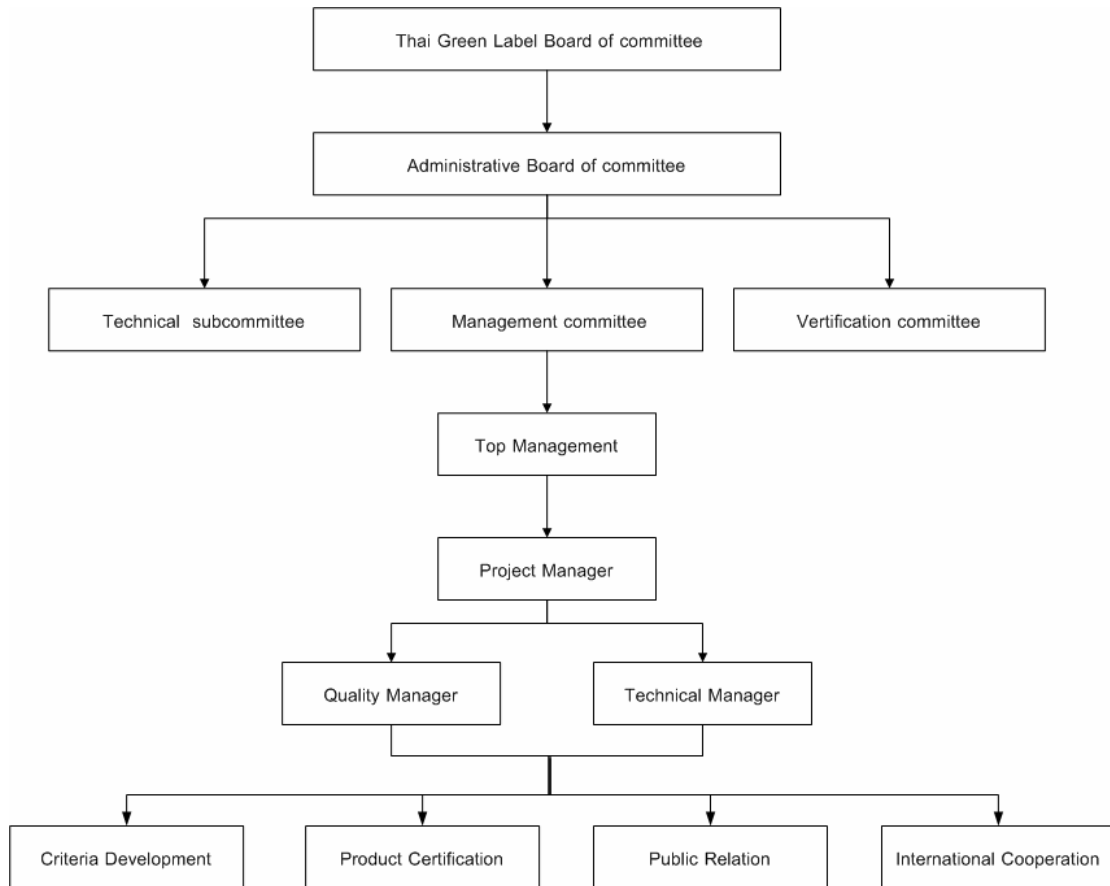 Thai Green Label Board of committee
Administrative Board of committee
Technical subcommittee
Management committee
Vertification committee
Top Management
Project Manager
Quality Manager
Technical Manager
Criteria Development
Product Certification
Public Relation
International Cooperation